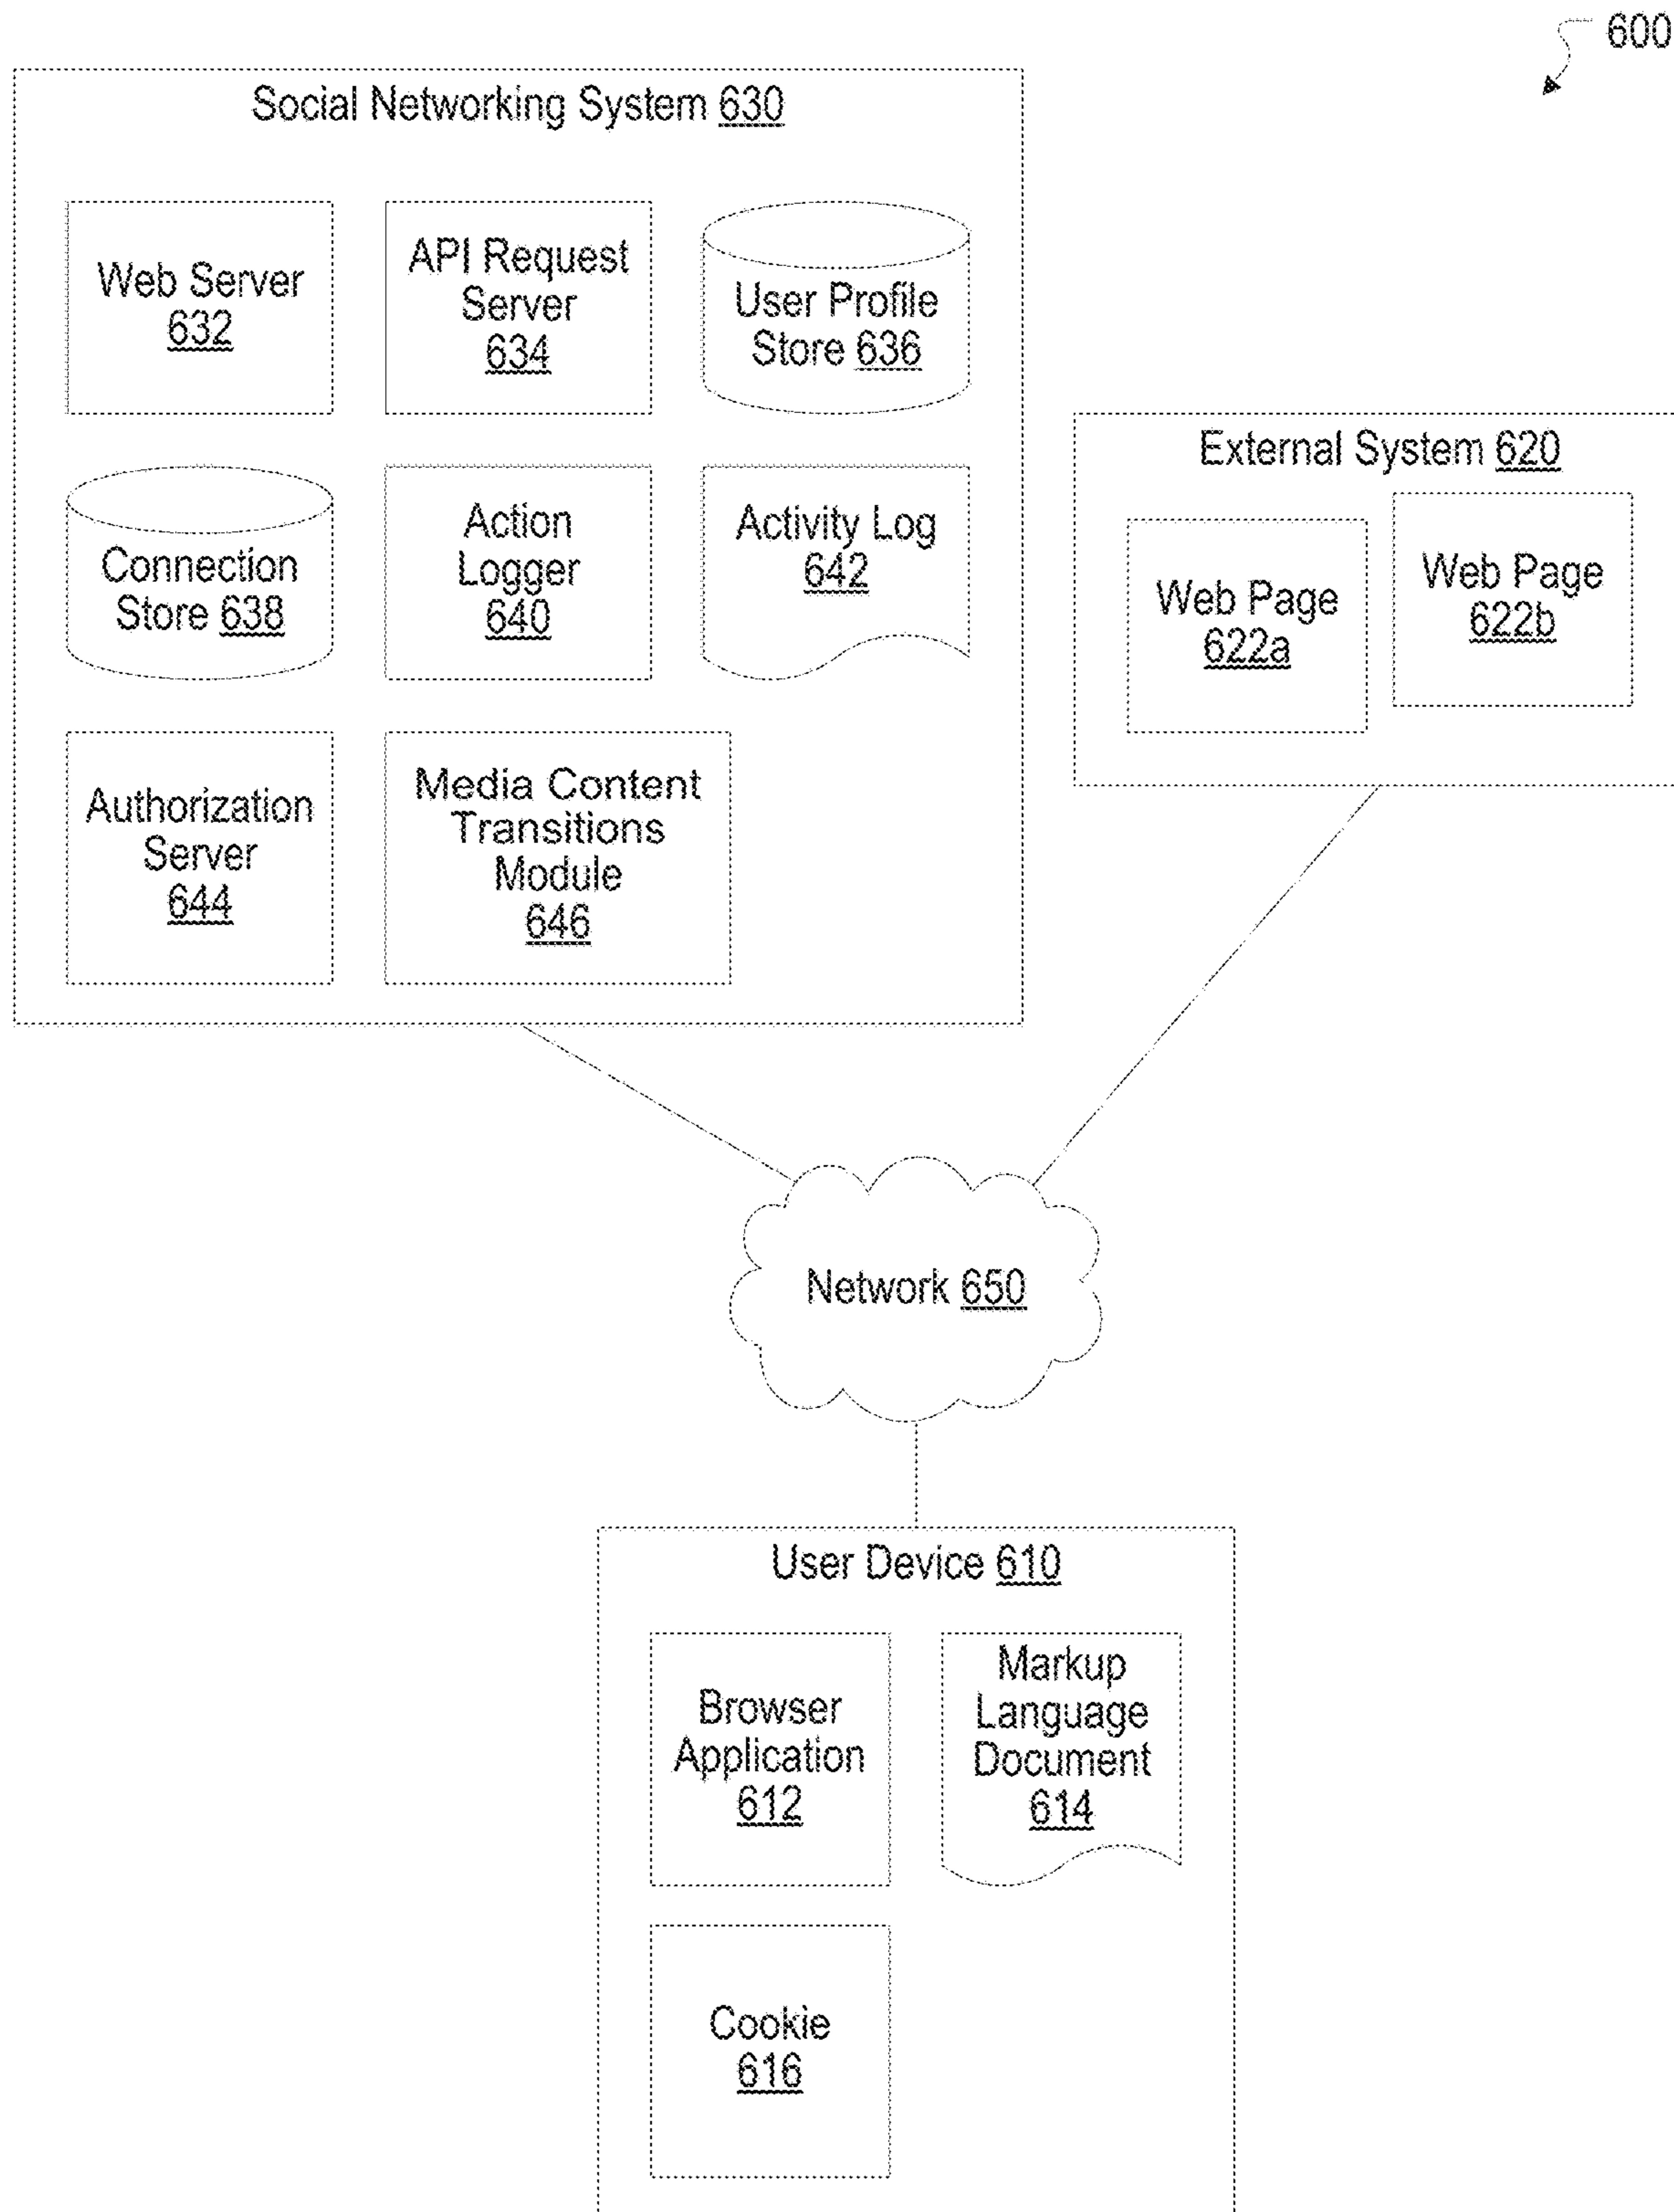 600
Social Networking System 630
Web Server
632
API Request
Server
634
User Profile
Store 636
Connection
Store 638
Action
Logger
640
Activity Log
642
Authorization
Server
644
Media Content
Transitions
Module
646
External System 620
Web Page
622a
Web Page
622b
Network 650
User Device 610
Browser
Application
612
Markup
Language
Document
614
Cookie
616